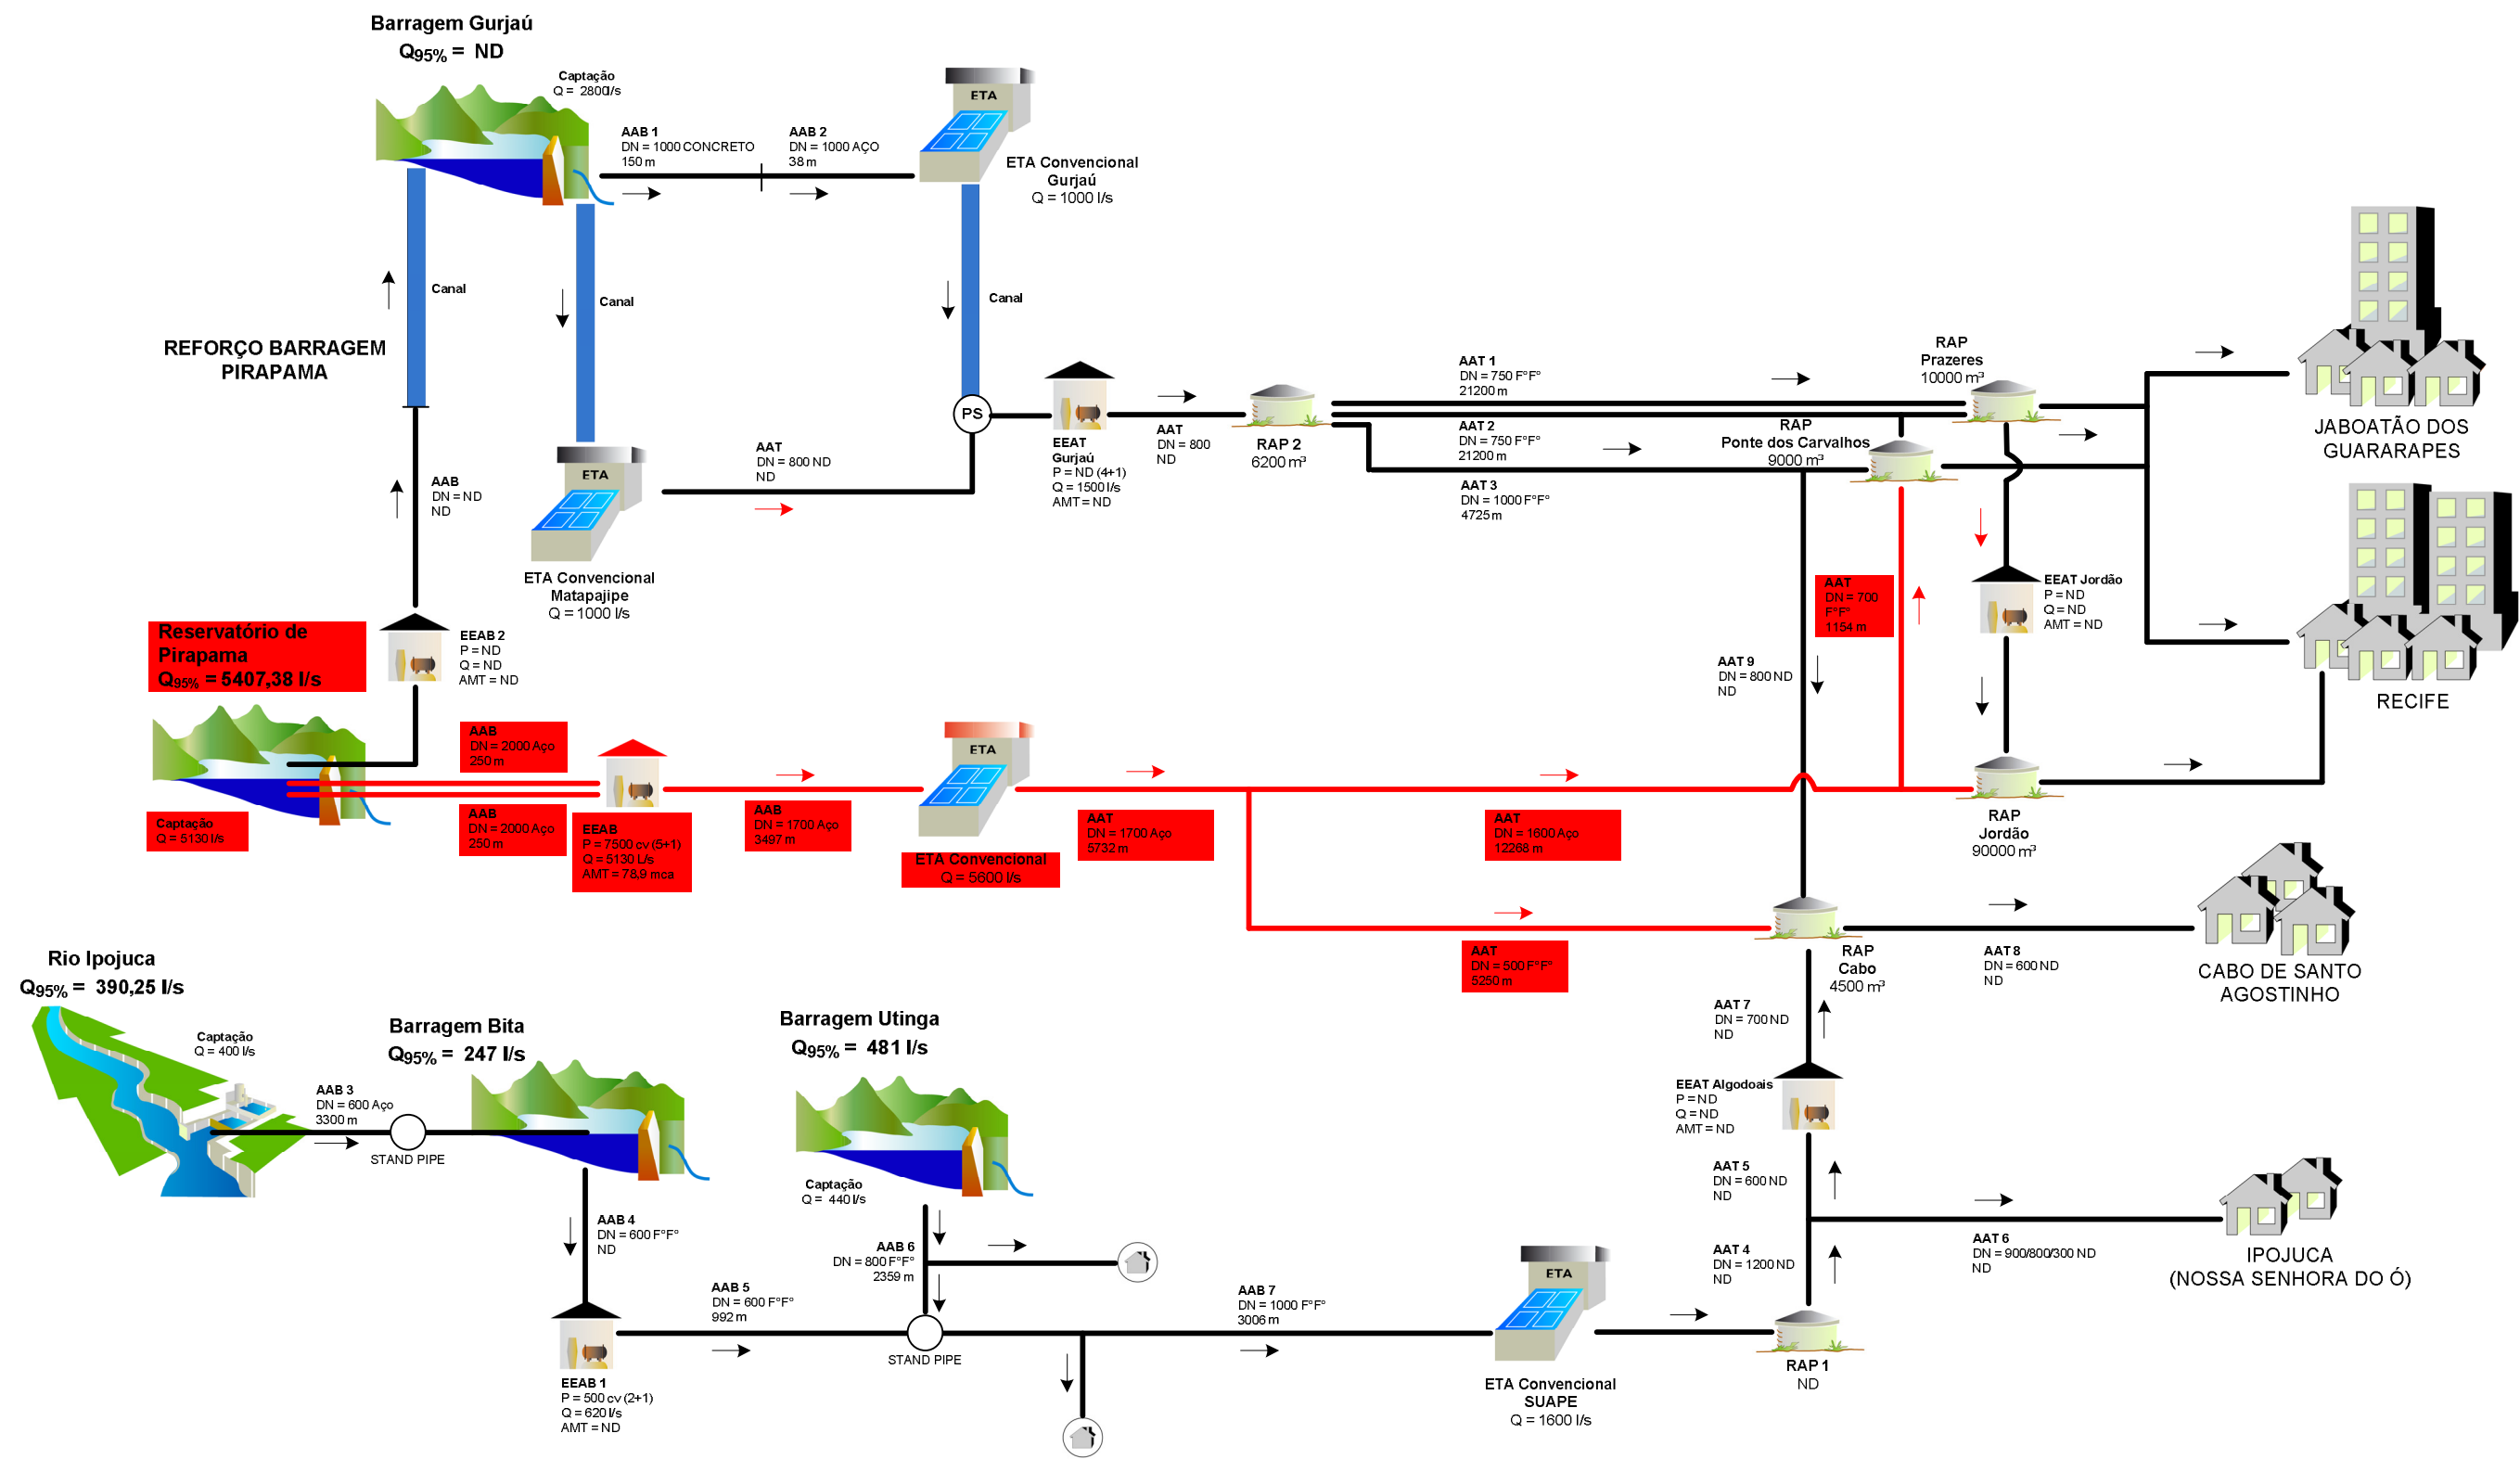 Barragem Gurjaú
Q95% = ND
Captação
Q = 2800l/s
AAB 1
DN = 1000 CONCRETO
150 m
AAB 2
DN = 1000 AÇO
38 m
ETA
ETA Convencional
Gurjaú
Q = 1000 l/s
Canal
Canal
Canal
REFORÇO BARRAGEM
PIRAPAMA
AAB
DN = ND
ND
ETA
ETA Convencional
Matapajipe
Q = 1000 l/s
AAT
DN = 800 ND
ND
PS
EEAT
Gurjaú
P = ND (4+1)
Q = 1500 l/s
AMT = ND
AAT
DN = 800
ND
RAP 2
6200 m³
AAT 1
DN = 750 F°F°
21200 m
AAT 2
DN = 750 F°F°
21200 m
AAT 3
DN = 1000 F°F°
4725 m
RAP
Prazeres
10000 m³
RAP
Ponte dos Carvalhos
9000 m³
JABOATÃO DOS
GUARARAPES
RECIFE
EEAT Jordão
P = ND
Q = ND
AMT = ND
AAT
DN = 700
F°F°
1154 m
AAT 9
DN = 800 ND
ND
Reservatório de
Pirapama
Q95% = 5407,38 l/s
EEAB 2
P = ND
Q = ND
AMT = ND
Captação
Q = 5130 l/s
AAB
DN = 2000 Aço
250 m
AAB
DN = 2000 Aço
250 m
EEAB
P = 7500 cv (5+1)
Q = 5130 L/s
AMT = 78,9 mca
AAB
DN = 1700 Aço
3497 m
ETA
ETA Convencional
Q = 5600 l/s
AAT
DN = 1700 Aço
5732 m
AAT
DN = 1600 Aço
12268 m
RAP
Jordão
90000 m³
AAT
DN = 500 F°F°
5250 m
RAP
Cabo
4500 m³
AAT 8
DN = 600 ND
ND
CABO DE SANTO
AGOSTINHO
Rio Ipojuca
Q95% = 390,25 l/s
Captação
Q = 400 l/s
AAB 3
DN = 600 Aço
3300 m
STAND PIPE
Barragem Bita
Q95% = 247 l/s
Barragem Utinga
Q95% = 481 l/s
Captação
Q = 440 l/s
AAB 4
DN = 600 F°F°
ND
EEAB 1
P = 500 cv (2+1)
Q = 620 l/s
AMT = ND
AAB 5
DN = 600 F°F°
992 m
AAB 6
DN = 800 F°F°
2359 m
STAND PIPE
AAB 7
DN = 1000 F°F°
3006 m
ETA
ETA Convencional
SUAPE
Q = 1600 l/s
RAP 1
ND
AAT 7
DN = 700 ND
ND
EEAT Algodoais
P = ND
Q = ND
AMT = ND
AAT 5
DN = 600 ND
ND
AAT 4
DN = 1200 ND
ND
AAT 6
DN = 900/800/300 ND
ND
IPOJUCA
(NOSSA SENHORA DO Ó)